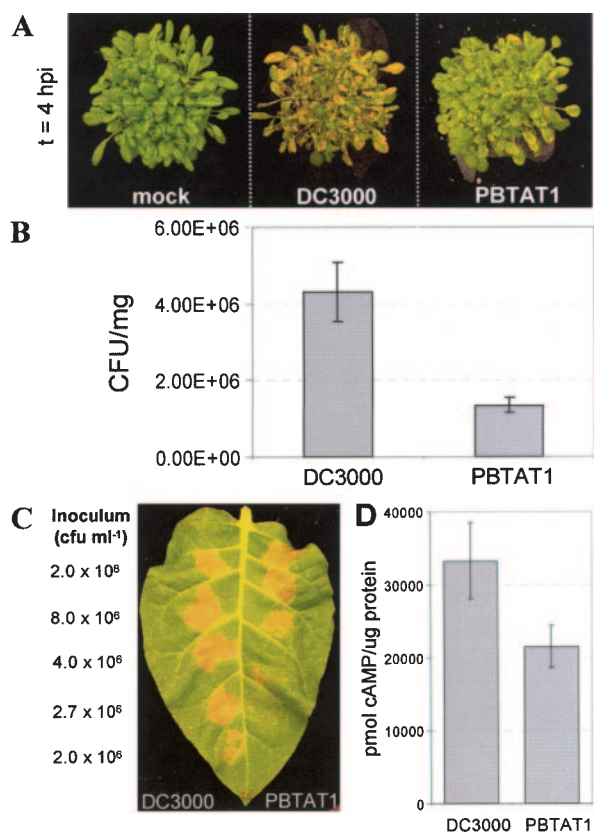 A
t = 4 hpi
mock
DC3000
PBTAT1
B
CFU/mg
6.00E+06
4.00E+06
2.00E+06
0.00E+00
DC3000
PBTAT1
C
Inoculum
(cfu ml⁻¹)
2.0 x 10⁸
8.0 x 10⁶
4.0 x 10⁶
2.7 x 10⁶
2.0 x 10⁶
DC3000
PBTAT1
D
pmol cAMP/ug protein
40000
30000
20000
10000
0
DC3000
PBTAT1